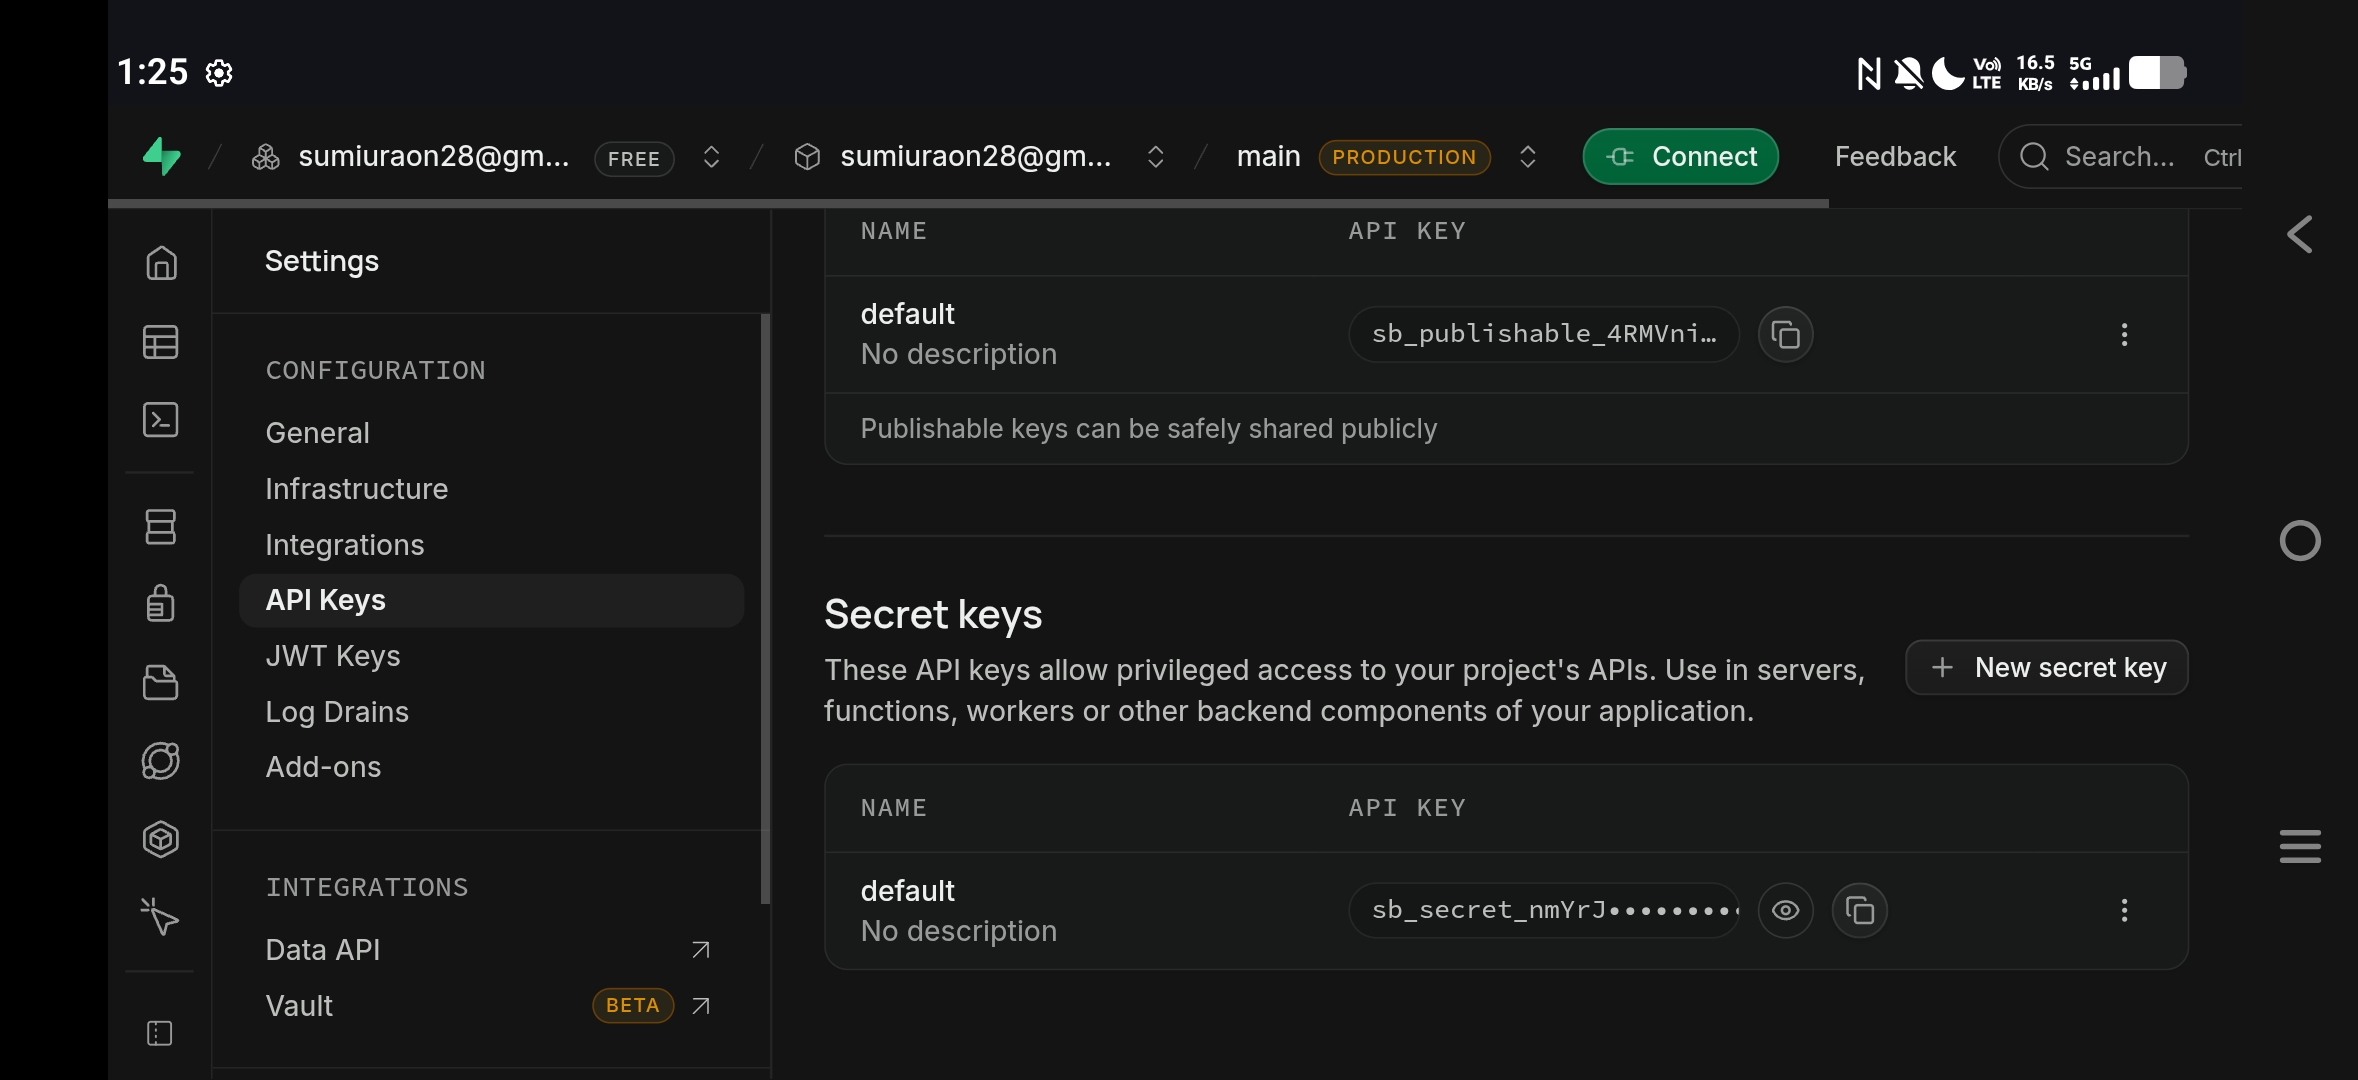 1:25
Vo)) LTE
16.5 KB/s
5G
sumiuraon28@gm... FREE
sumiuraon28@gm...
main PRODUCTION
Connect
Feedback
Search... Ctrl
Settings
CONFIGURATION
General
Infrastructure
Integrations
API Keys
JWT Keys
Log Drains
Add-ons
INTEGRATIONS
Data API
Vault BETA
NAME API KEY
default
No description
sb_publishable_4RMVni…
Publishable keys can be safely shared publicly
Secret keys
These API keys allow privileged access to your project's APIs. Use in servers,
functions, workers or other backend components of your application.
New secret key
NAME API KEY
default
No description
sb_secret_nmYrJ•••••••••